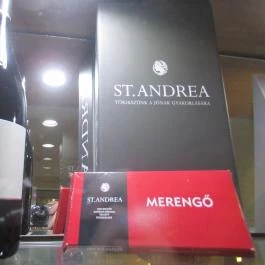 ST. ANDREA
TÖREKSZÜNK A JÓNAK GYAKORLÁSÁRA
ST. ANDREA
MERENGŐ